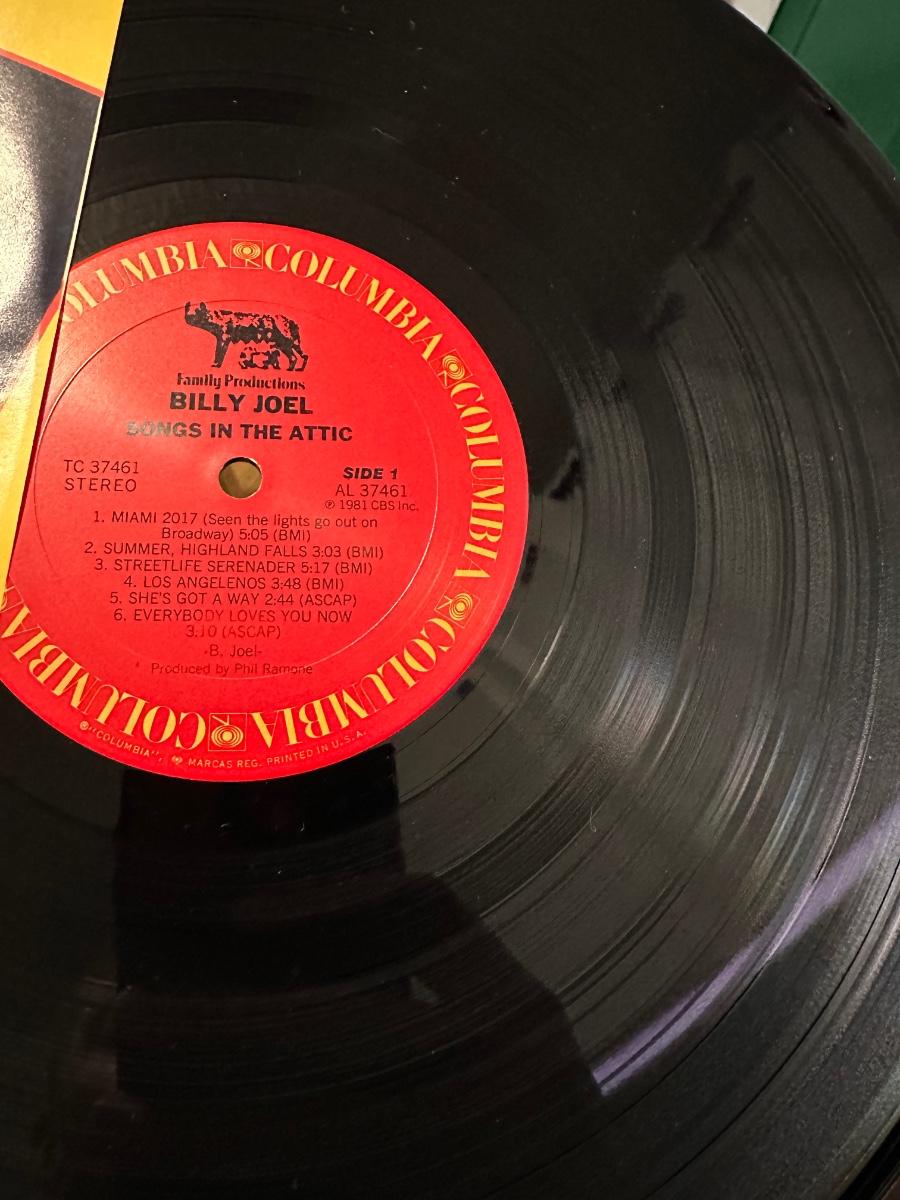 COLUMBIA COLUMBIA COLUMBIA COLUMBIA COLUMBIA COLUMBIA
Family Productions
BILLY JOEL
SONGS IN THE ATTIC
TC 37461
STEREO
SIDE 1
AL 37461
℗ 1981 CBS Inc.
1. MIAMI 2017 (Seen the lights go out on
Broadway) 5:05 (BMI)
2. SUMMER, HIGHLAND FALLS 3:03 (BMI)
3. STREETLIFE SERENADER 5:17 (BMI)
4. LOS ANGELENOS 3:48 (BMI)
5. SHE'S GOT A WAY 2:44 (ASCAP)
6. EVERYBODY LOVES YOU NOW
3:10 (ASCAP)
-B. Joel-
Produced by Phil Ramone
® "COLUMBIA", MARCAS REG. PRINTED IN U.S.A.